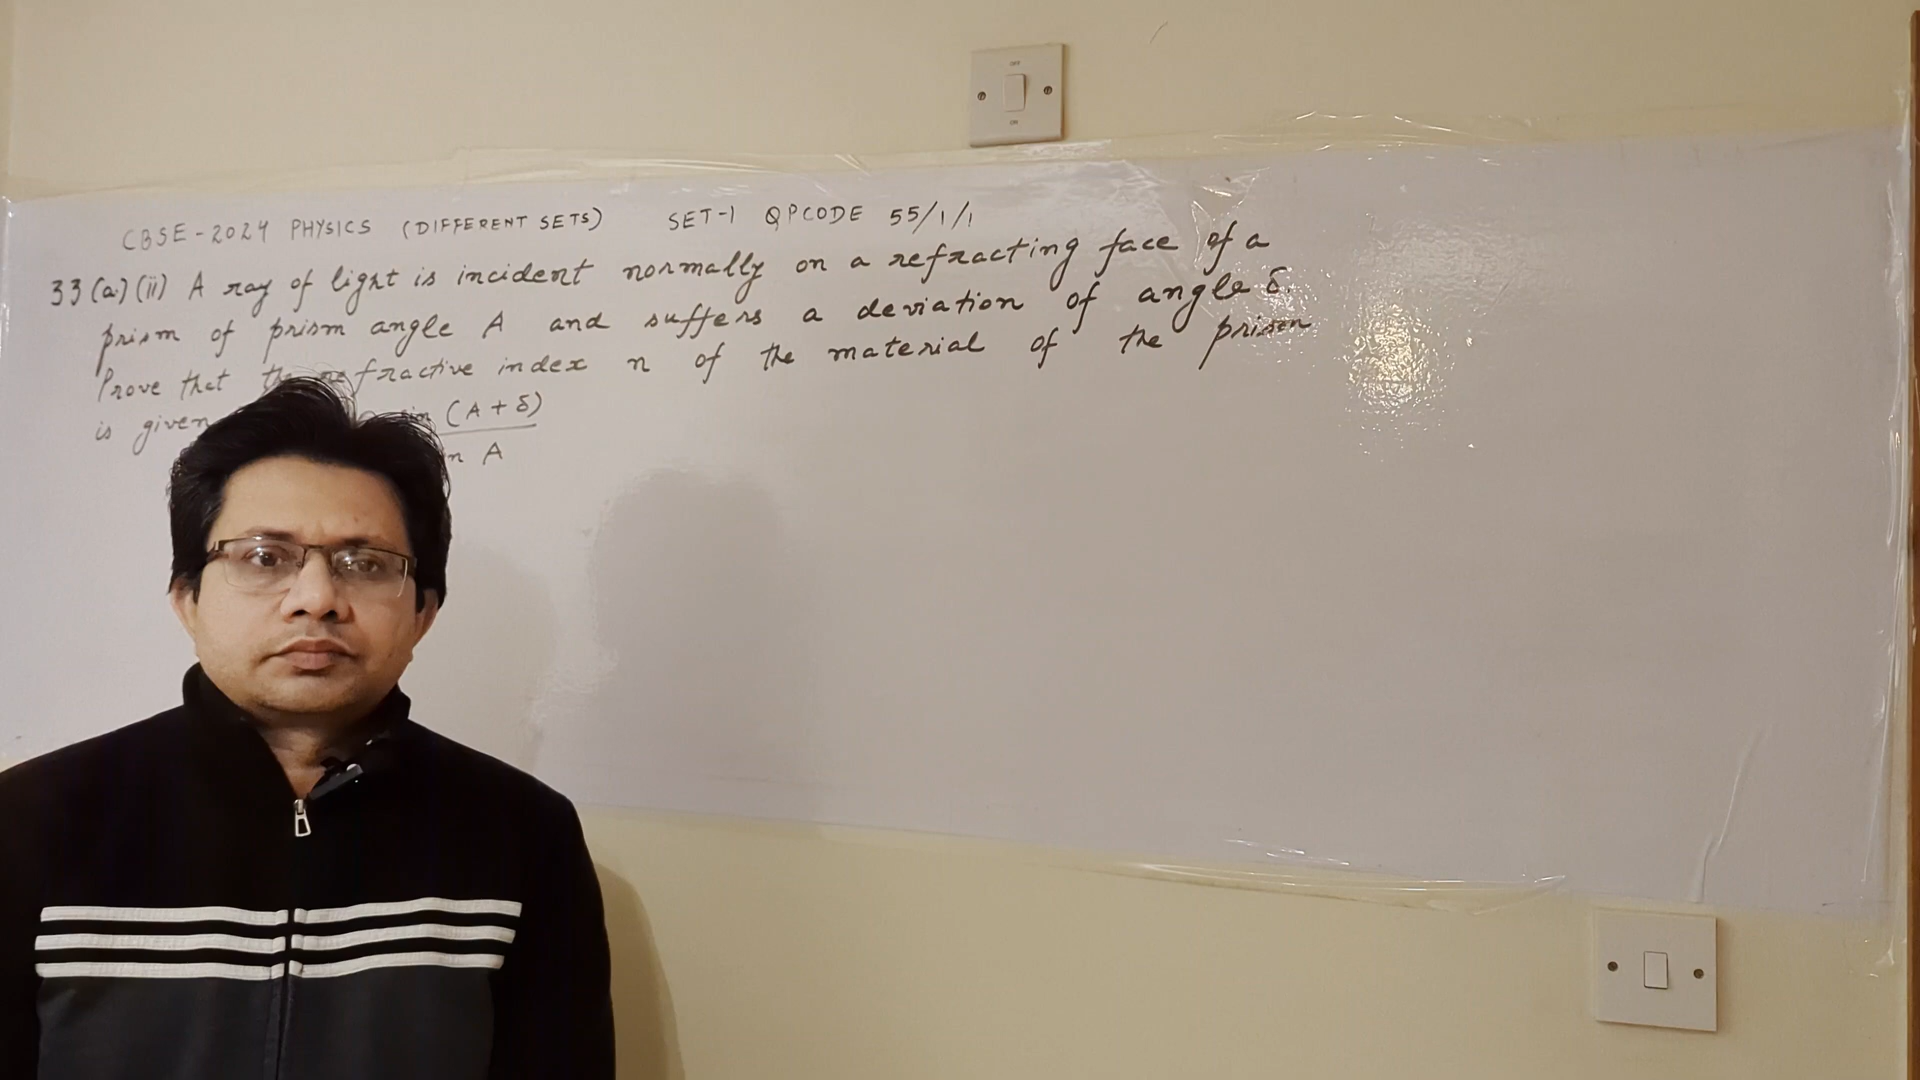 CBSE-2024 PHYSICS (DIFFERENT SETS) SET-1 QPCODE 55/1/1
33(a)(ii) A ray of light is incident normally on a refracting face of a
prism of prism angle A and suffers a deviation of angle δ.
Prove that the refractive index n of the material of the prism
is given sin (A+δ)
A
OFF
ON